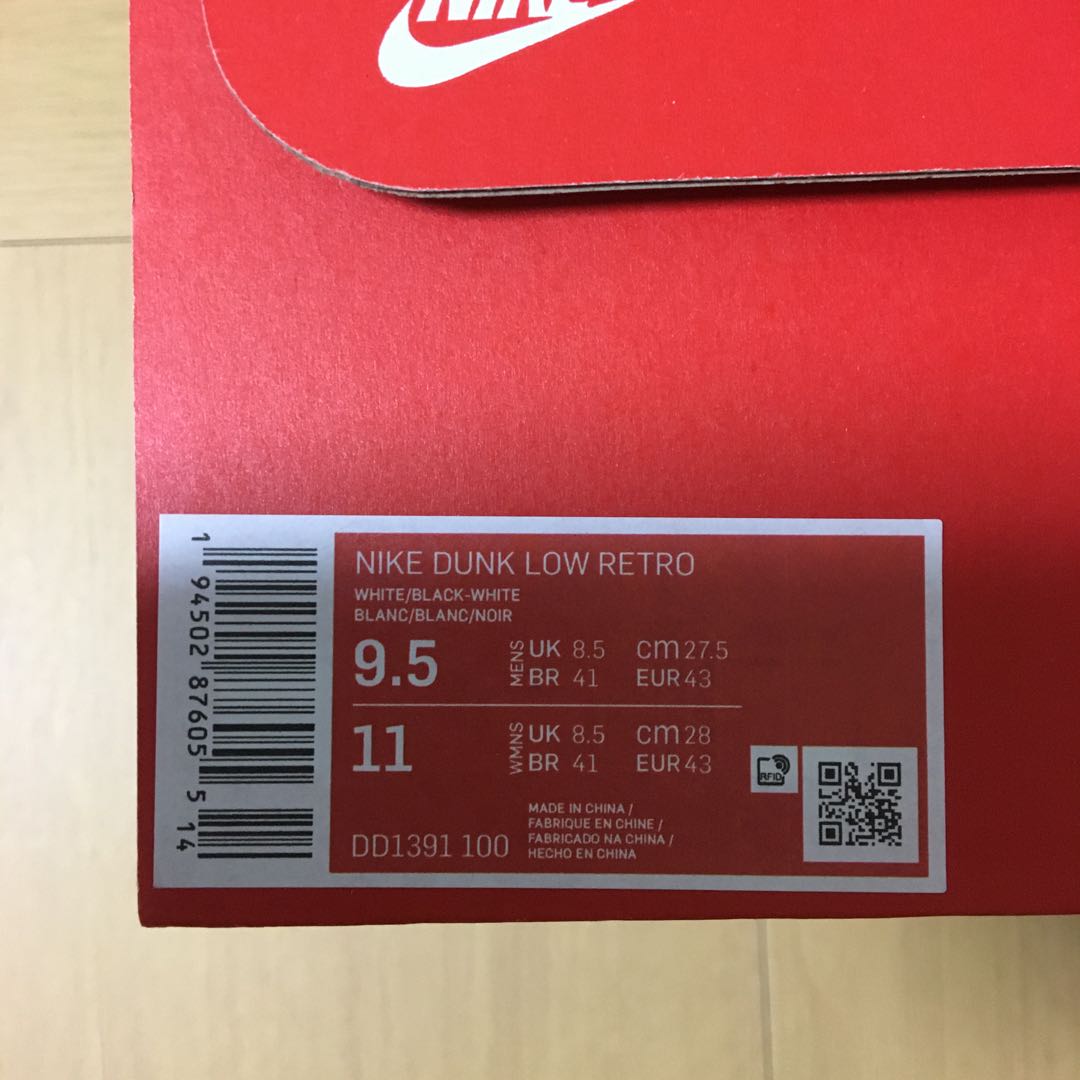 NIKE
1 94502 87605 5 14
NIKE DUNK LOW RETRO
WHITE/BLACK-WHITE
BLANC/BLANC/NOIR
9.5 MENS UK 8.5 CM 27.5
BR 41 EUR 43
11 WMNS UK 8.5 CM 28
BR 41 EUR 43
RFID
MADE IN CHINA /
FABRIQUE EN CHINE /
FABRICADO NA CHINA /
HECHO EN CHINA
DD1391 100